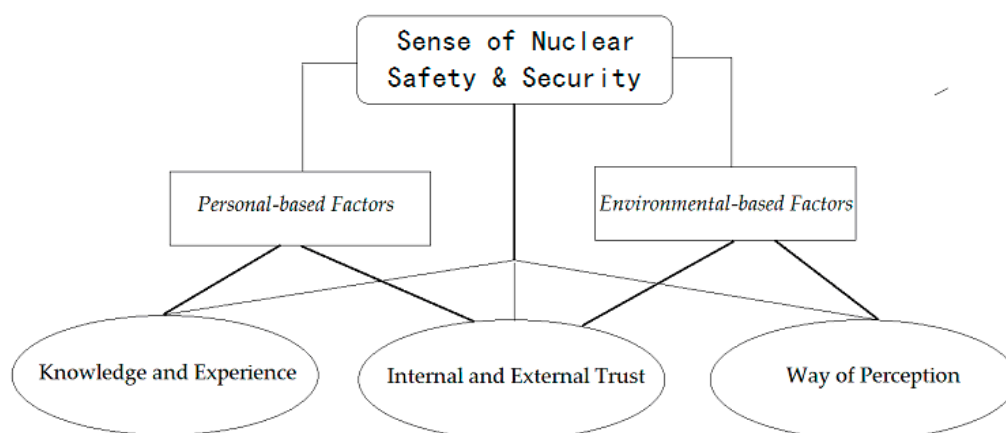 Sense of Nuclear
Safety & Security
Personal-based Factors
Environmental-based Factors
Knowledge and Experience
Internal and External Trust
Way of Perception